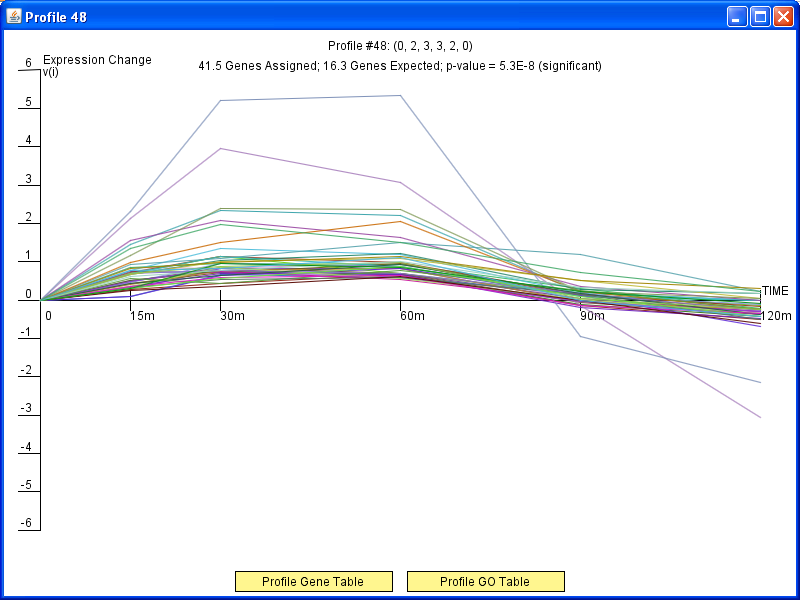 Profile 48
Profile #48: (0, 2, 3, 3, 2, 0)
Expression Change
v(i)
41.5 Genes Assigned; 16.3 Genes Expected; p-value = 5.3E-8 (significant)
6
5
4
3
2
1
0
TIME
0 15m 30m 60m 90m 120m
-1
-2
-3
-4
-5
-6
Profile Gene Table Profile GO Table